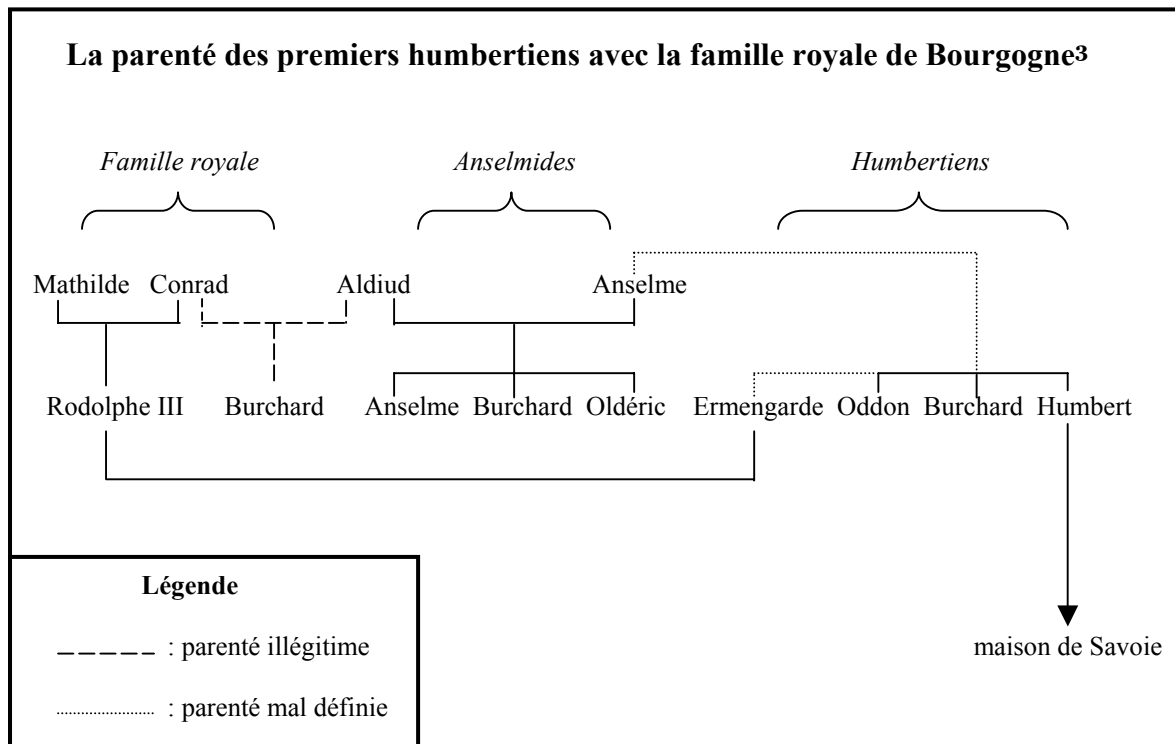 La parenté des premiers humbertiens avec la famille royale de Bourgogne³
Famille royale Anselmides Humbertiens
Mathilde Conrad Aldiud Anselme
Rodolphe III Burchard Anselme Burchard Oldéric Ermengarde Oddon Burchard Humbert
maison de Savoie
Légende
: parenté illégitime
: parenté mal définie